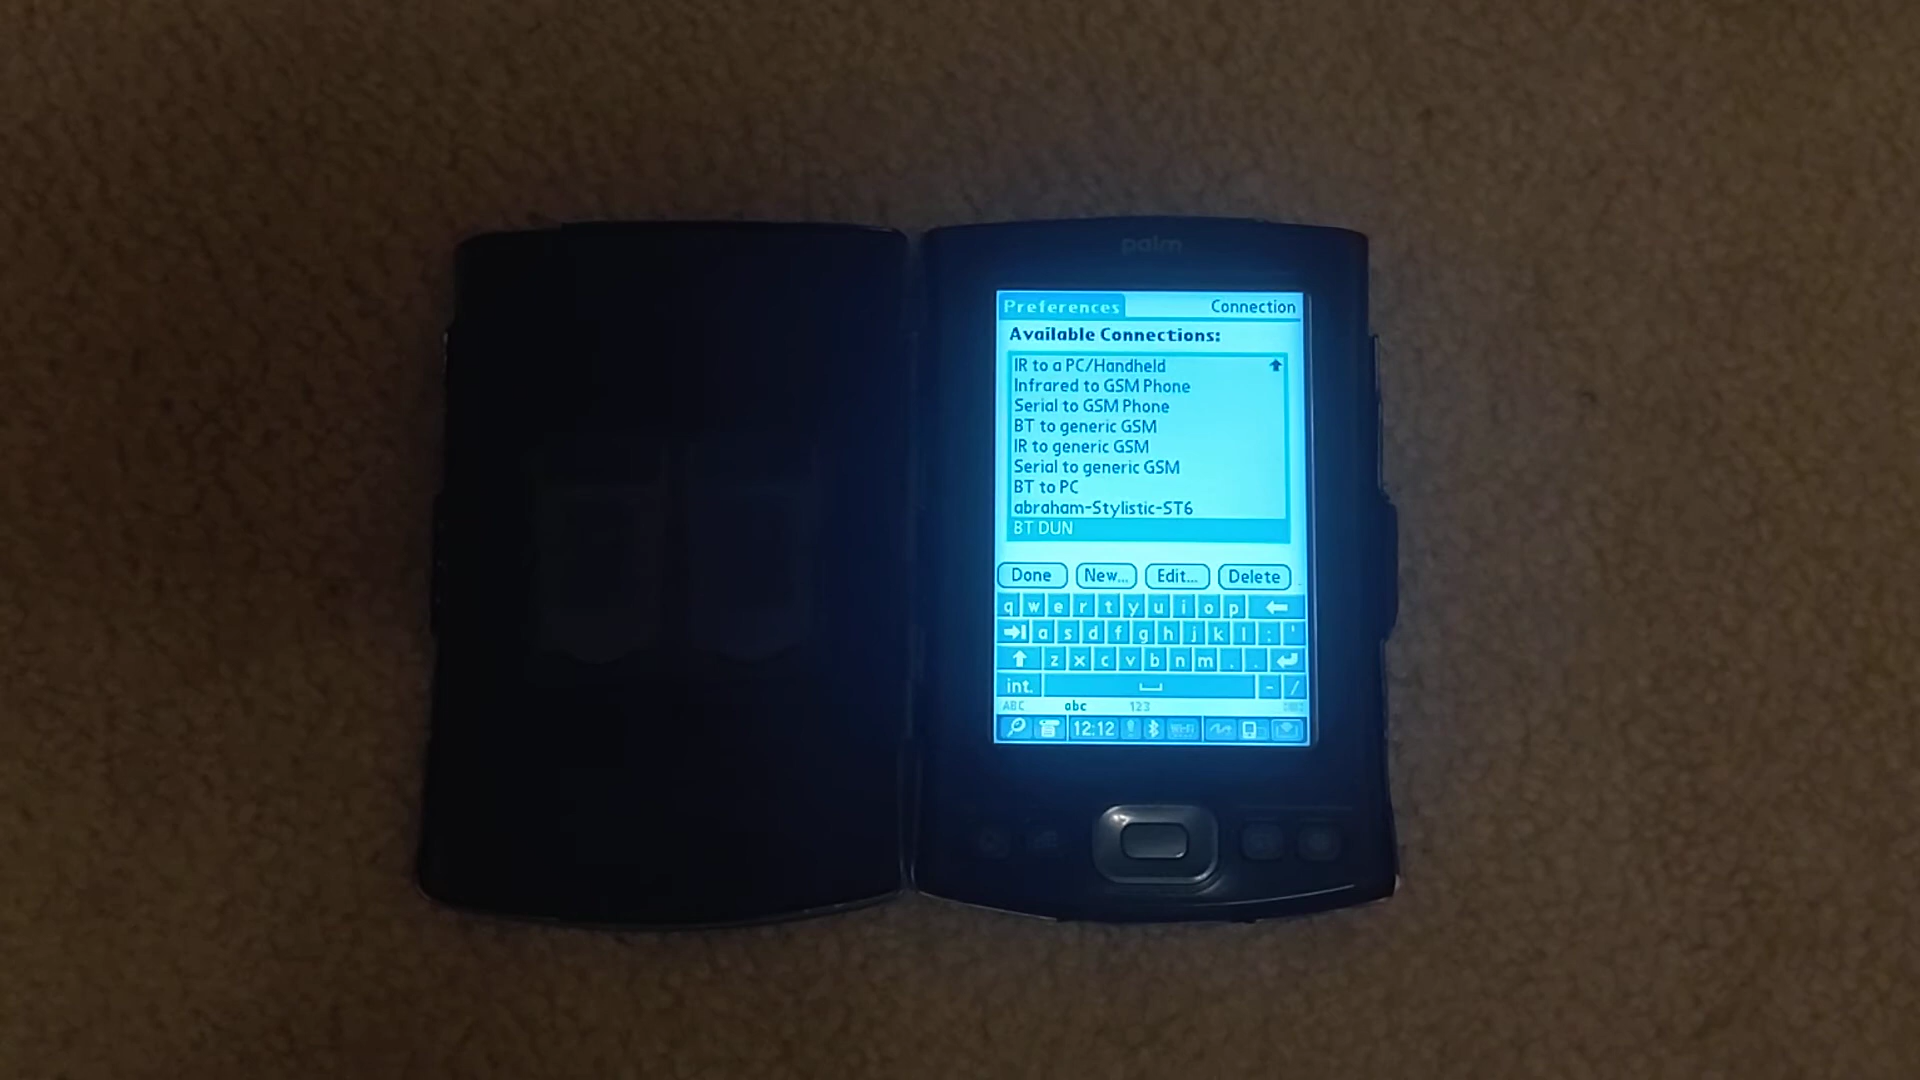 palm
Preferences Connection
Available Connections:
IR to a PC/Handheld
Infrared to GSM Phone
Serial to GSM Phone
BT to generic GSM
IR to generic GSM
Serial to generic GSM
BT to PC
abraham-Stylistic-ST6
BT DUN
Done New... Edit... Delete
q w e r t y u i o p
a s d f g h j k l ; '
z x c v b n m , .
int. - /
ABC abc 123
12:12 Wi-Fi